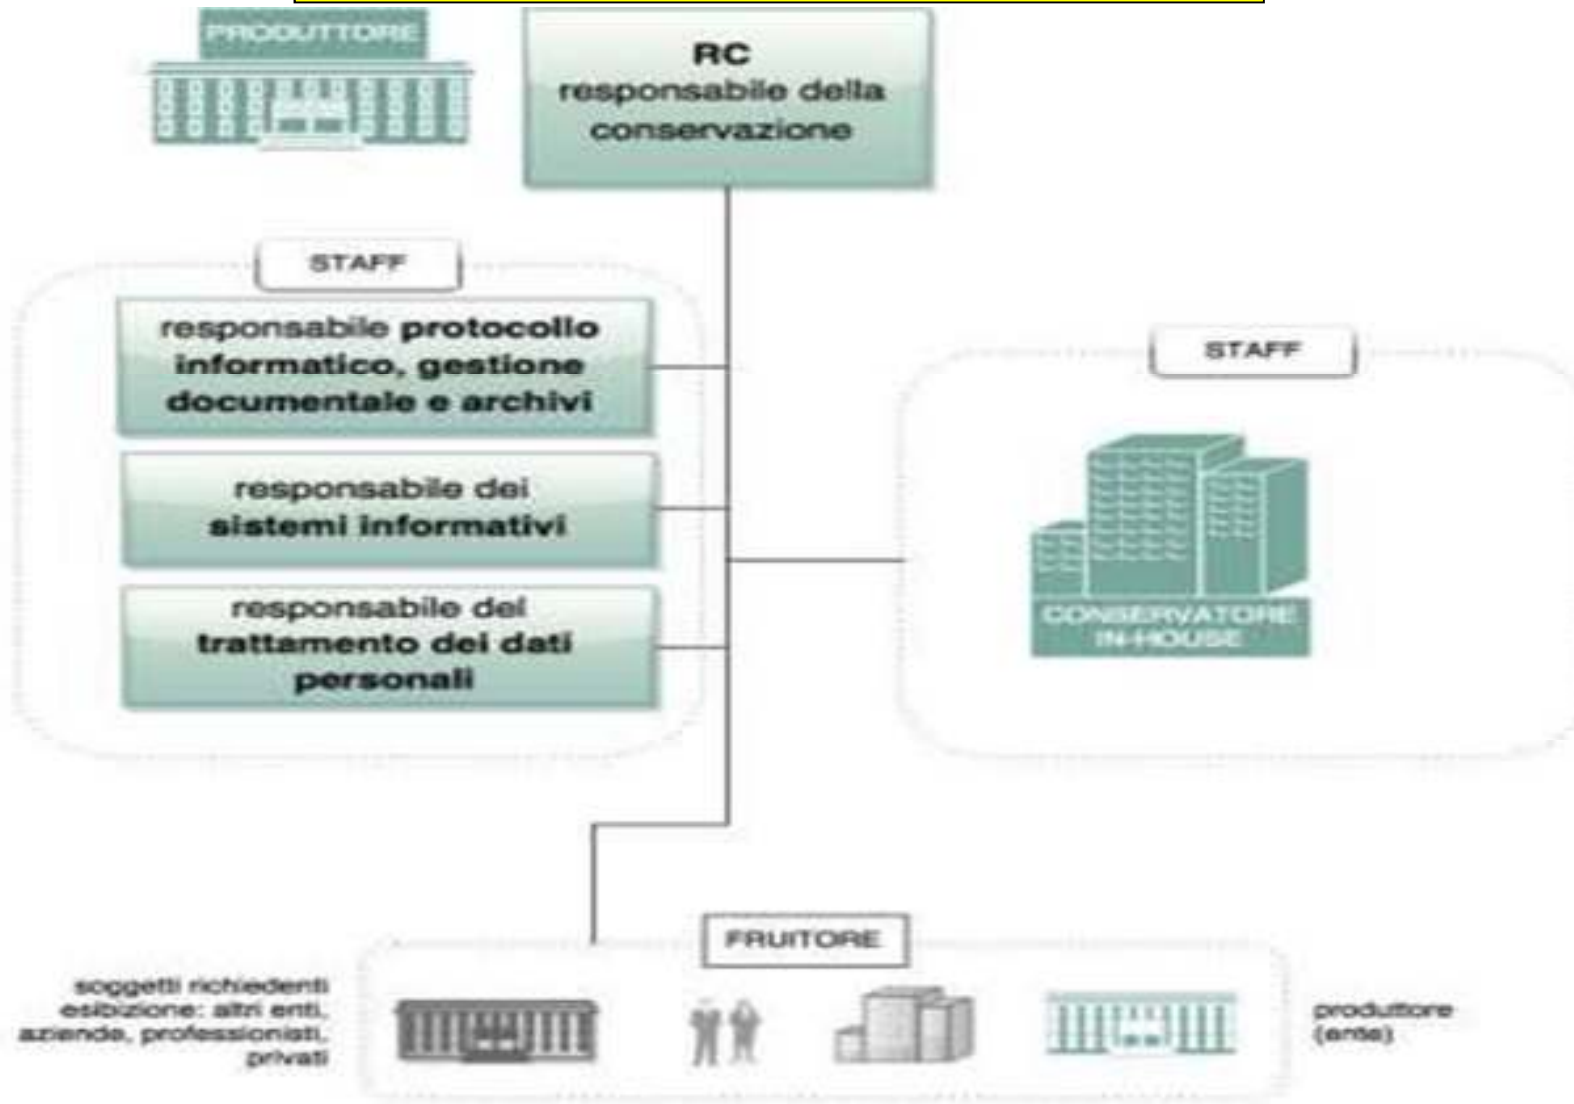 PRODUTTORE
RC
responsabile della
conservazione
STAFF
responsabile protocollo
informatico, gestione
documentale e archivi
responsabile dei
sistemi informativi
responsabile del
trattamento dei dati
personali
STAFF
CONSERVATORE
IN-HOUSE
FRUITORE
soggetti richiedenti
esibizione: altri enti,
aziende, professionisti,
privati
produttore
(ente)